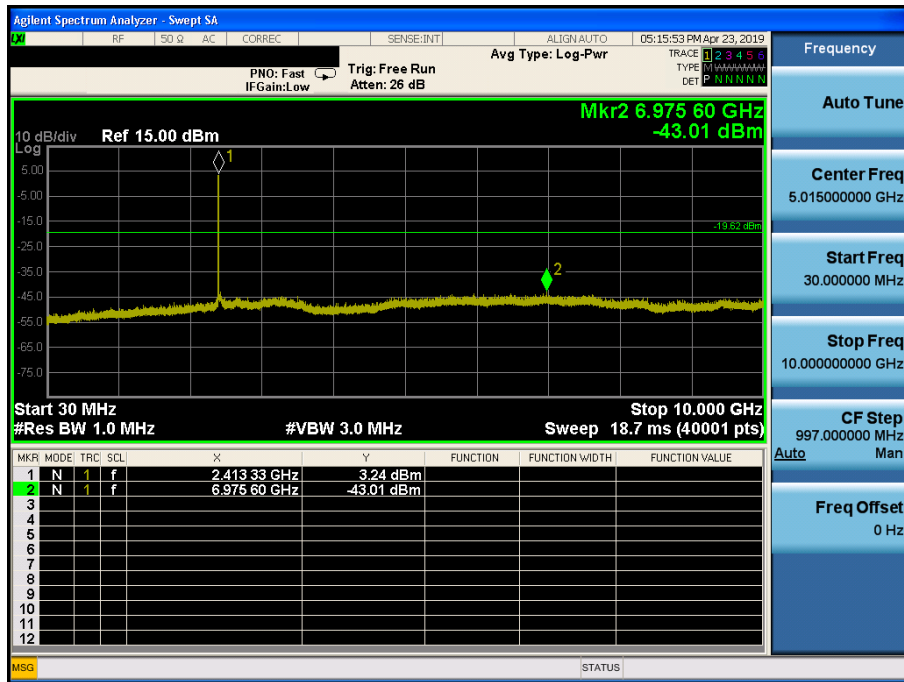 Agilent Spectrum Analyzer - Swept SA
LXI RF 50 Ω AC CORREC SENSE:INT ALIGN AUTO 05:15:53 PM Apr 23, 2019
Frequency
Avg Type: Log-Pwr
TRACE 1 2 3 4 5 6
PNO: Fast Trig: Free Run
TYPE M WWWWW
IFGain:Low Atten: 26 dB
DET P N N N N N
Auto Tune
Mkr2 6.975 60 GHz
-43.01 dBm
10 dB/div Ref 15.00 dBm
Log
1
5.00
-5.00
-15.0
-19.62 dBm
-25.0
-35.0
2
-45.0
-55.0
-65.0
-75.0
Center Freq
5.015000000 GHz
Start Freq
30.000000 MHz
Stop Freq
10.000000000 GHz
Start 30 MHz Stop 10.000 GHz
#Res BW 1.0 MHz #VBW 3.0 MHz Sweep 18.7 ms (40001 pts)
CF Step
997.000000 MHz
Auto Man
MKR MODE TRC SCL X Y FUNCTION FUNCTION WIDTH FUNCTION VALUE
1 N 1 f 2.413 33 GHz 3.24 dBm
2 N 1 f 6.975 60 GHz -43.01 dBm
3
4
5
6
7
8
9
10
11
12
Freq Offset
0 Hz
MSG STATUS